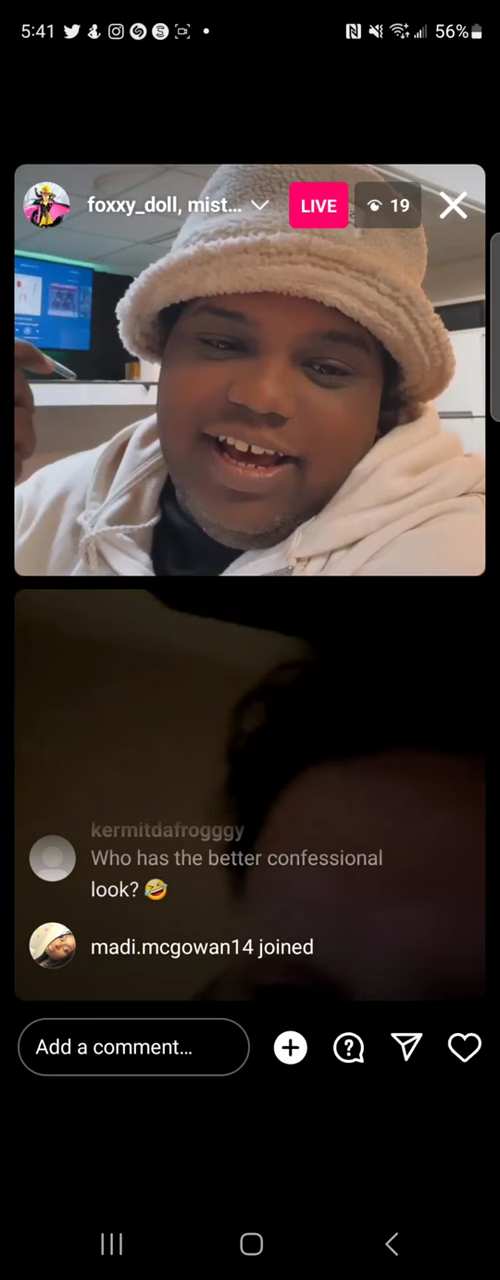 5:41
56%
foxxy_doll, mist...
LIVE
19
kermitdafrogggy
Who has the better confessional
look? 🤣
madi.mcgowan14 joined
Add a comment...